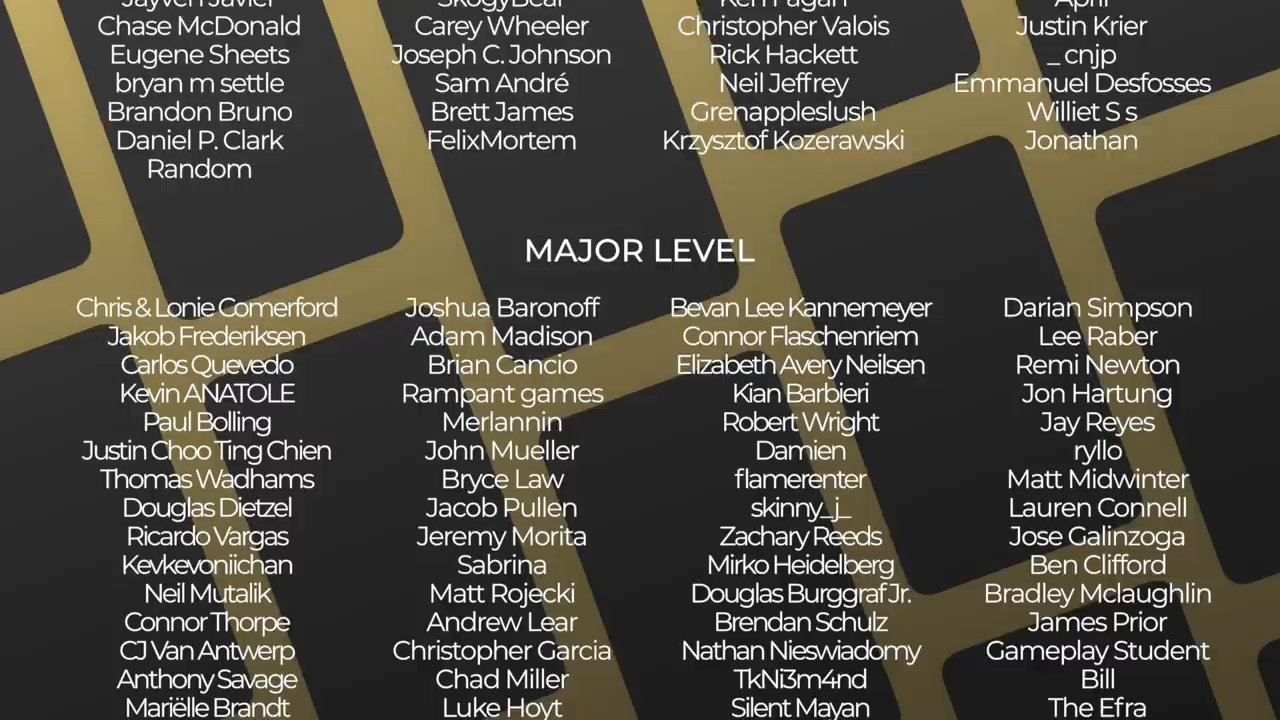 Jayven Javier
SkogyBear
Ken Fagan
April
Chase McDonald
Carey Wheeler
Christopher Valois
Justin Krier
Eugene Sheets
Joseph C. Johnson
Rick Hackett
_ cnjp
bryan m settle
Sam André
Neil Jeffrey
Emmanuel Desfosses
Brandon Bruno
Brett James
Grenappleslush
Williet S s
Daniel P. Clark
FelixMortem
Krzysztof Kozerawski
Jonathan
Random
MAJOR LEVEL
Chris & Lonie Comerford
Joshua Baronoff
Bevan Lee Kannemeyer
Darian Simpson
Jakob Frederiksen
Adam Madison
Connor Flaschenriem
Lee Raber
Carlos Quevedo
Brian Cancio
Elizabeth Avery Neilsen
Remi Newton
Kevin ANATOLE
Rampant games
Kian Barbieri
Jon Hartung
Paul Bolling
Merlannin
Robert Wright
Jay Reyes
Justin Choo Ting Chien
John Mueller
Damien
ryllo
Thomas Wadhams
Bryce Law
flamerenter
Matt Midwinter
Douglas Dietzel
Jacob Pullen
skinny_j_
Lauren Connell
Ricardo Vargas
Jeremy Morita
Zachary Reeds
Jose Galinzoga
Kevkevoniichan
Sabrina
Mirko Heidelberg
Ben Clifford
Neil Mutalik
Matt Rojecki
Douglas Burggraf Jr.
Bradley Mclaughlin
Connor Thorpe
Andrew Lear
Brendan Schulz
James Prior
CJ Van Antwerp
Christopher Garcia
Nathan Nieswiadomy
Gameplay Student
Anthony Savage
Chad Miller
TkNi3m4nd
Bill
Mariëlle Brandt
Luke Hoyt
Silent Mayan
The Efra